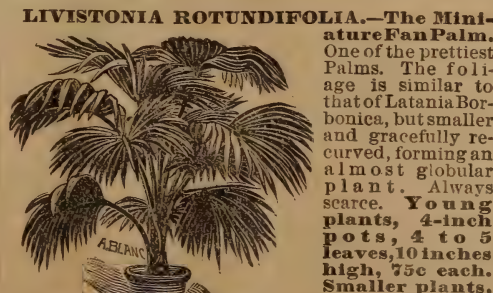 LIVISTONIA ROTUNDIFOLIA.—The Mini-
ature Fan Palm.
One of the prettiest
Palms. The foli-
age is similar to
that of Latania Bor-
bonica, but smaller
and gracefully re-
curved, forming an
almost globular
plant. Always
scarce. Young
plants, 4-inch
pots, 4 to 5
leaves, 10 inches
high, 75c each.
Smaller plants,
A.BLANC